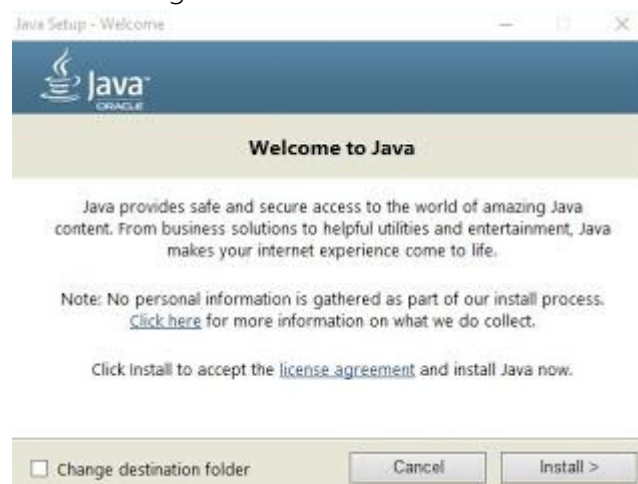 Java Setup - Welcome
Java
ORACLE
Welcome to Java
Java provides safe and secure access to the world of amazing Java
content. From business solutions to helpful utilities and entertainment, Java
makes your internet experience come to life.
Note: No personal information is gathered as part of our install process.
Click here for more information on what we do collect.
Click Install to accept the license agreement and install Java now.
Change destination folder
Cancel
Install >